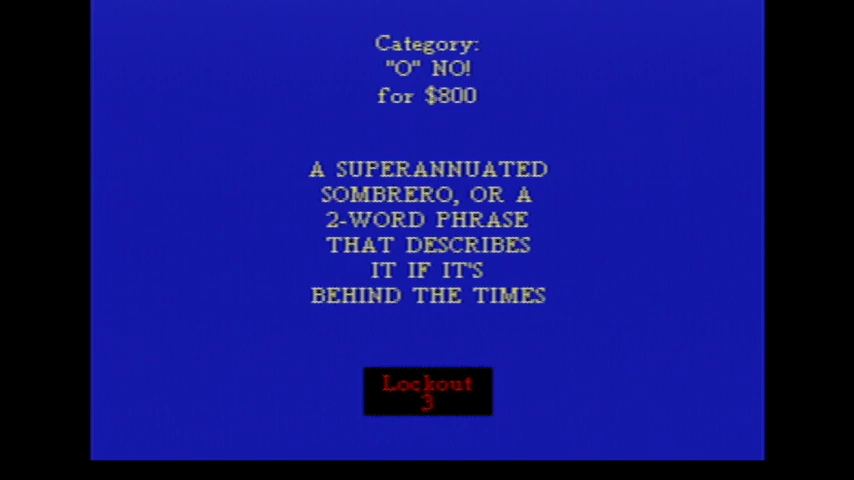 Category:
"O" NO!
for $800
A SUPERANNUATED
SOMBRERO, OR A
2-WORD PHRASE
THAT DESCRIBES
IT IF IT'S
BEHIND THE TIMES
Lockout
3